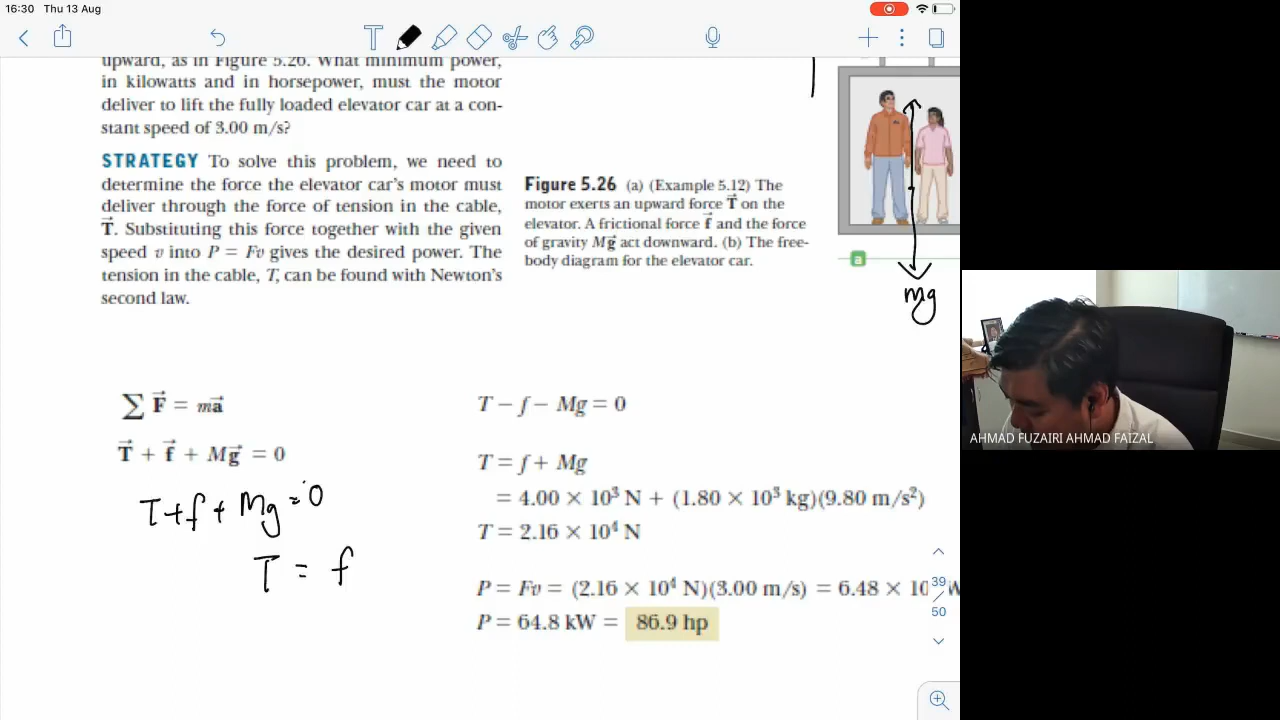 16:30 Thu 13 Aug
upward, as in Figure 5.26. What minimum power,
in kilowatts and in horsepower, must the motor
deliver to lift the fully loaded elevator car at a con-
stant speed of 3.00 m/s?
STRATEGY To solve this problem, we need to
determine the force the elevator car's motor must
deliver through the force of tension in the cable,
T⃗. Substituting this force together with the given
speed v into P = Fv gives the desired power. The
tension in the cable, T, can be found with Newton's
second law.
Figure 5.26 (a) (Example 5.12) The
motor exerts an upward force T⃗ on the
elevator. A frictional force f⃗ and the force
of gravity Mg⃗ act downward. (b) The free-
body diagram for the elevator car.
a
mg
∑ F⃗ = ma⃗
T⃗ + f⃗ + Mg⃗ = 0
T+f+Mg=0
T = f
T − f − Mg = 0
T = f + Mg
= 4.00 × 10³ N + (1.80 × 10³ kg)(9.80 m/s²)
T = 2.16 × 10⁴ N
P = Fv = (2.16 × 10⁴ N)(3.00 m/s) = 6.48 × 10 W
P = 64.8 kW = 86.9 hp
39
/
50
AHMAD FUZAIRI AHMAD FAIZAL